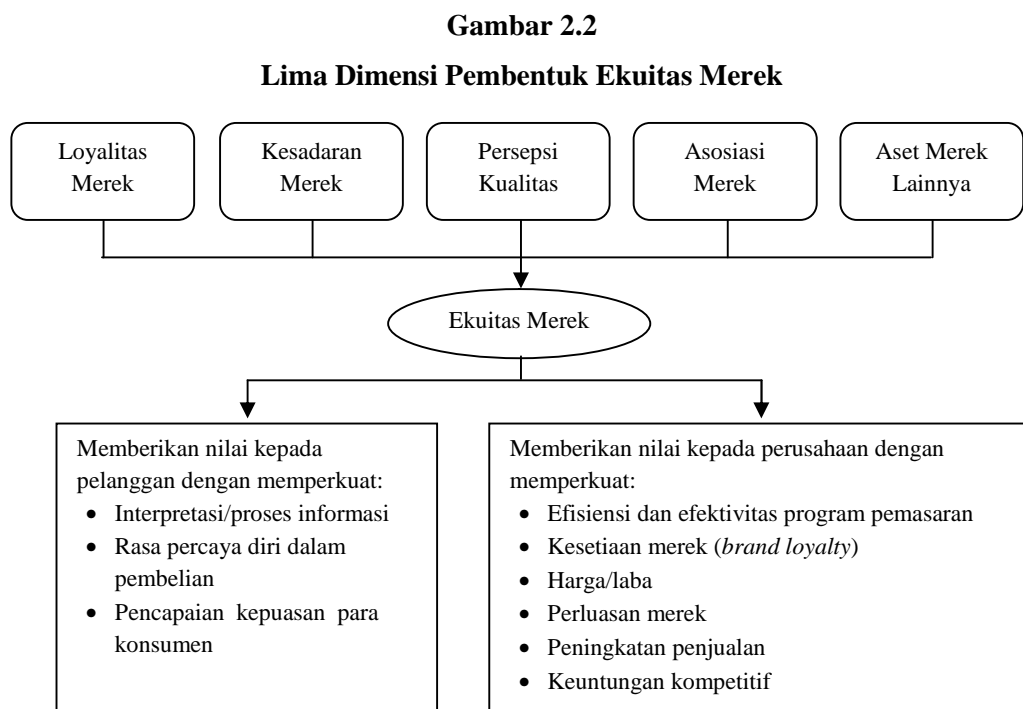 Gambar 2.2
Lima Dimensi Pembentuk Ekuitas Merek
Loyalitas
Merek
Kesadaran
Merek
Persepsi
Kualitas
Asosiasi
Merek
Aset Merek
Lainnya
Ekuitas Merek
Memberikan nilai kepada
pelanggan dengan memperkuat:
• Interpretasi/proses informasi
• Rasa percaya diri dalam
pembelian
• Pencapaian kepuasan para
konsumen
Memberikan nilai kepada perusahaan dengan
memperkuat:
• Efisiensi dan efektivitas program pemasaran
• Kesetiaan merek (brand loyalty)
• Harga/laba
• Perluasan merek
• Peningkatan penjualan
• Keuntungan kompetitif